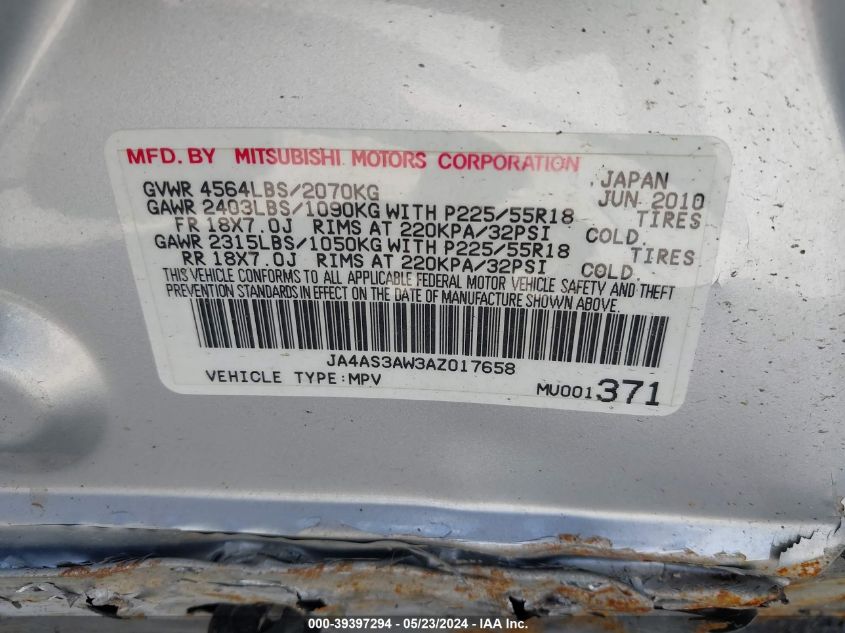 MFD. BY MITSUBISHI MOTORS CORPORATION
GVWR 4564LBS/2070KG JAPAN JUN 2010
GAWR 2403LBS/1090KG WITH P225/55R18 TIRES
FR 18X7.0J RIMS AT 220KPA/32PSI COLD.
GAWR 2315LBS/1050KG WITH P225/55R18 TIRES
RR 18X7.0J RIMS AT 220KPA/32PSI COLD.
THIS VEHICLE CONFORMS TO ALL APPLICABLE FEDERAL MOTOR VEHICLE SAFETY AND THEFT
PREVENTION STANDARDS IN EFFECT ON THE DATE OF MANUFACTURE SHOWN ABOVE.
JA4AS3AW3AZ017658
VEHICLE TYPE:MPV MU001371
000-39397294 - 05/23/2024 - IAA Inc.